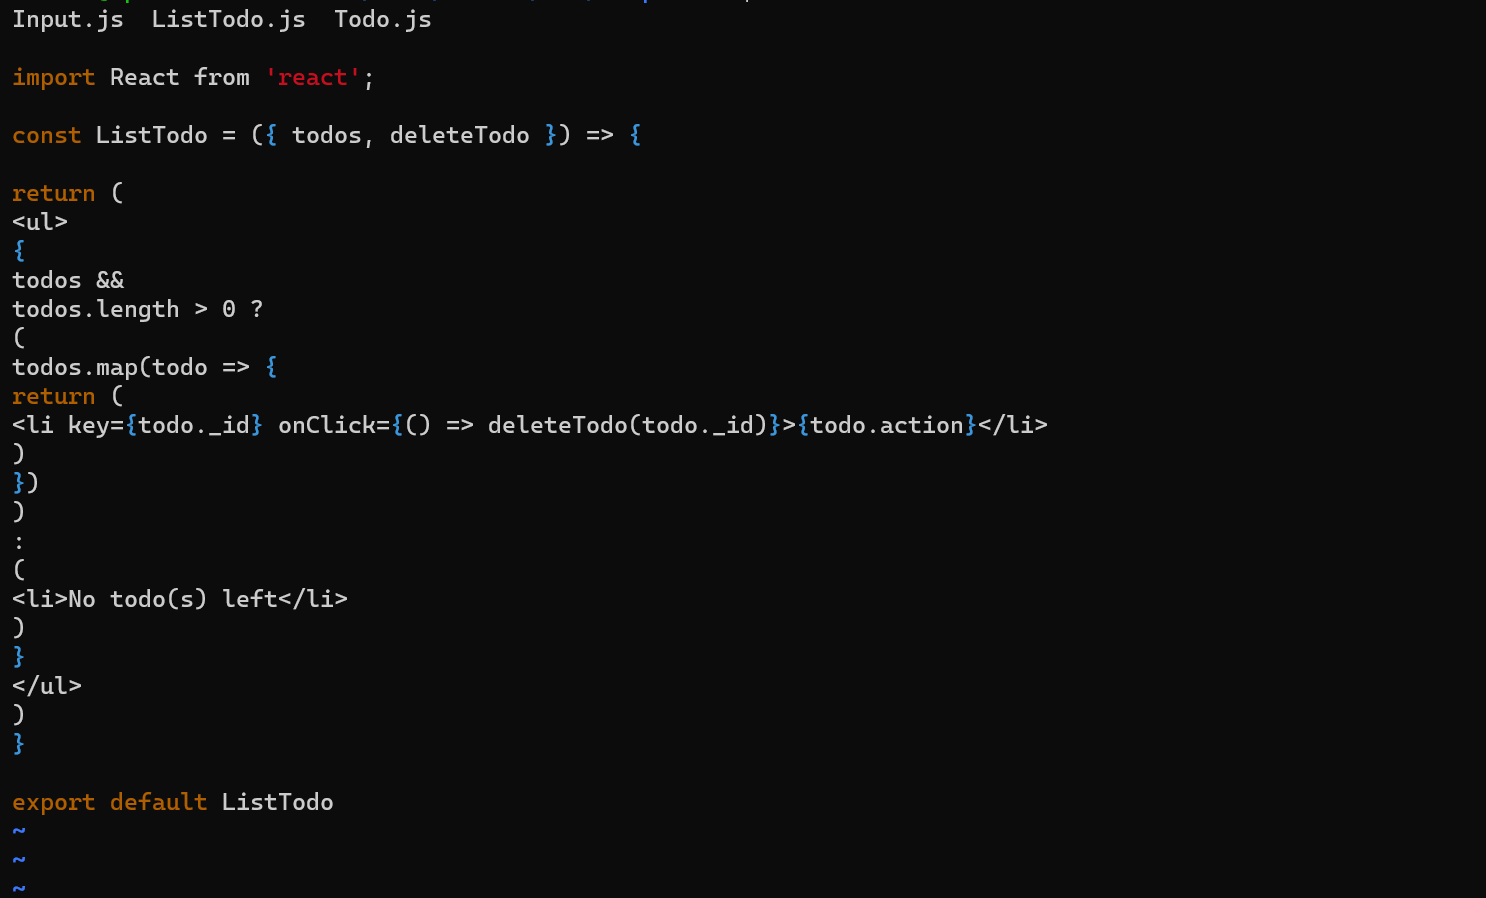 Input.js  ListTodo.js  Todo.js
import React from 'react';
const ListTodo = ({ todos, deleteTodo }) => {
return (
<ul>
{
todos &&
todos.length > 0 ?
(
todos.map(todo => {
return (
<li key={todo._id} onClick={() => deleteTodo(todo._id)}>{todo.action}</li>
)
})
)
:
(
<li>No todo(s) left</li>
)
}
</ul>
)
}
export default ListTodo
~
~
~